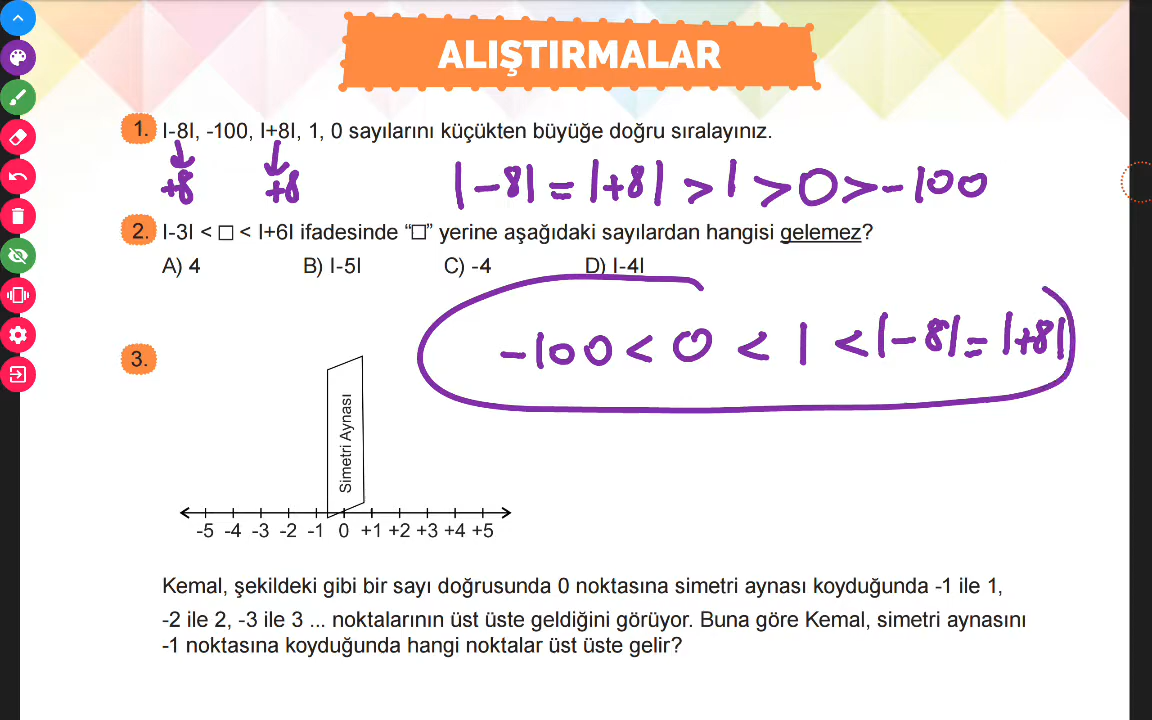 ALIŞTIRMALAR
1. I-8I, -100, I+8I, 1, 0 sayılarını küçükten büyüğe doğru sıralayınız.
+8 +8
|-8| = |+8| > 1 > 0 > -100
2. I-3I < □ < I+6I ifadesinde “□” yerine aşağıdaki sayılardan hangisi gelemez?
A) 4 B) I-5I C) -4 D) I-4I
-100 < 0 < 1 < |-8| = |+8|
3.
Simetri Aynası
-5 -4 -3 -2 -1 0 +1 +2 +3 +4 +5
Kemal, şekildeki gibi bir sayı doğrusunda 0 noktasına simetri aynası koyduğunda -1 ile 1,
-2 ile 2, -3 ile 3 ... noktalarının üst üste geldiğini görüyor. Buna göre Kemal, simetri aynasını
-1 noktasına koyduğunda hangi noktalar üst üste gelir?